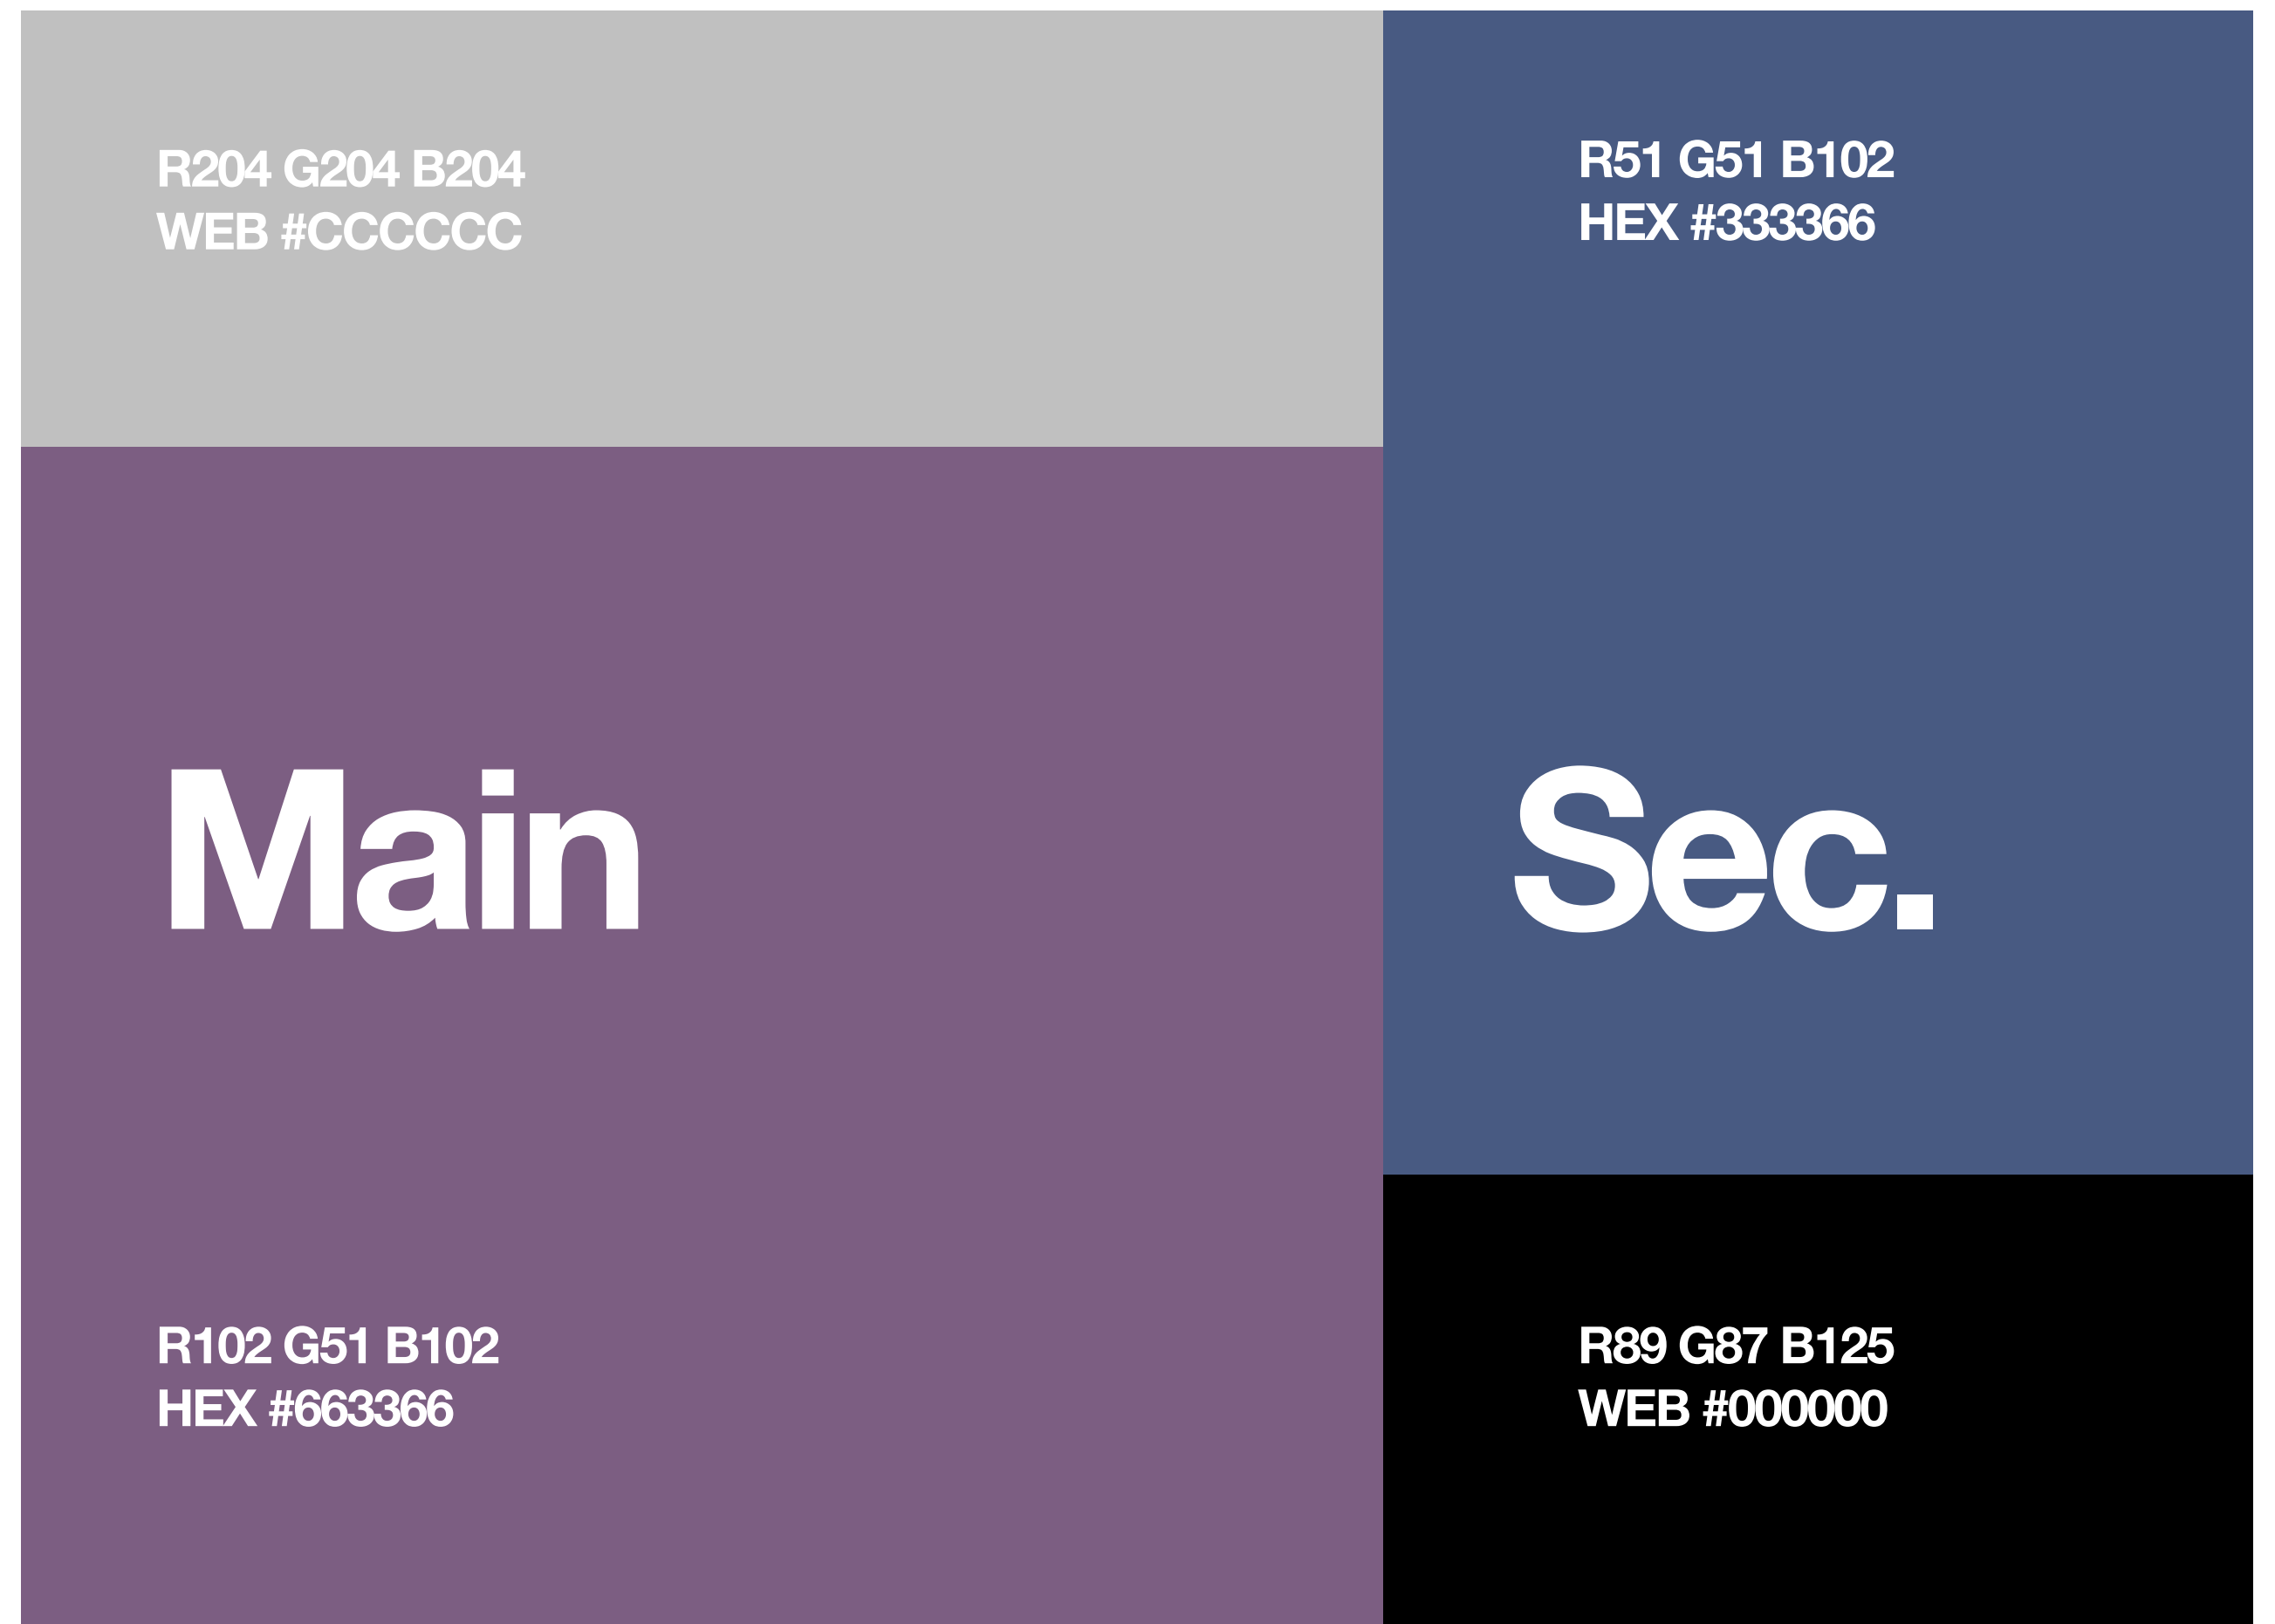 R204 G204 B204
WEB #CCCCCC
R51 G51 B102
HEX #333366
Main
Sec.
R102 G51 B102
HEX #663366
R89 G87 B125
WEB #000000